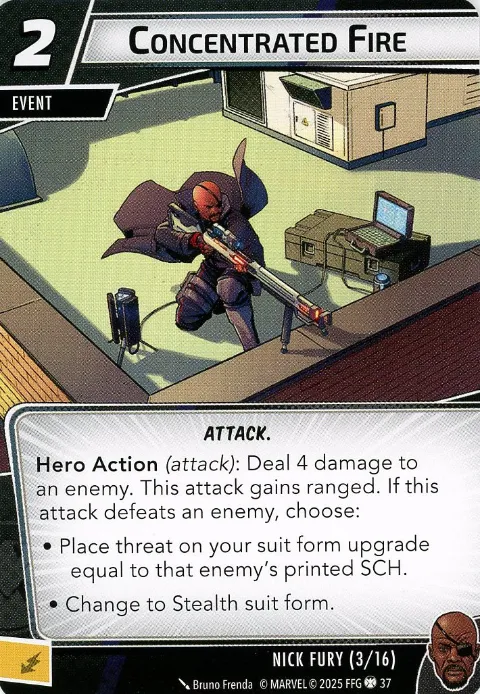 2
CONCENTRATED FIRE
EVENT
ATTACK.
Hero Action (attack): Deal 4 damage to
an enemy. This attack gains ranged. If this
attack defeats an enemy, choose:
• Place threat on your suit form upgrade
equal to that enemy's printed SCH.
• Change to Stealth suit form.
NICK FURY (3/16)
Bruno Frenda © MARVEL © 2025 FFG 37